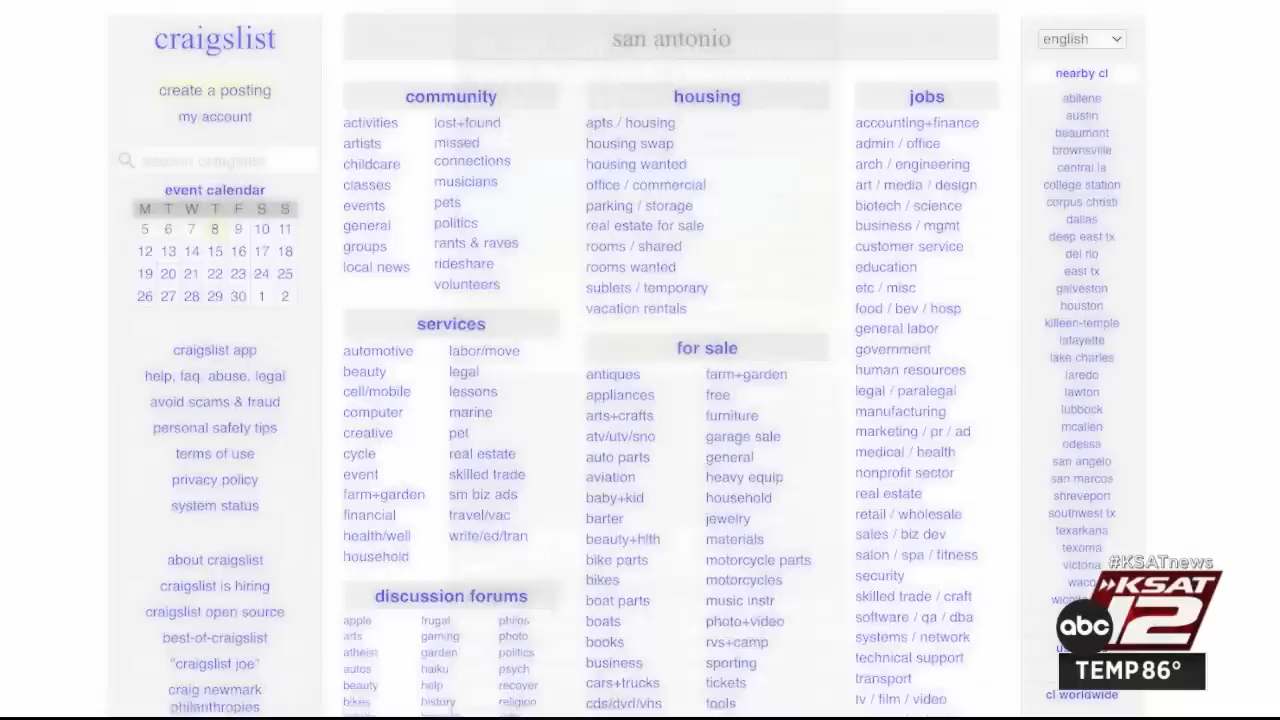 craigslist
create a posting
my account
search craigslist
event calendar
M T W T F S S
5 6 7 8 9 10 11
12 13 14 15 16 17 18
19 20 21 22 23 24 25
26 27 28 29 30 1 2
craigslist app
help, faq, abuse, legal
avoid scams & fraud
personal safety tips
terms of use
privacy policy
system status
about craigslist
craigslist is hiring
craigslist open source
best-of-craigslist
"craigslist joe"
craig newmark
philanthropies
san antonio
community
activities
artists
childcare
classes
events
general
groups
local news
lost+found
missed
connections
musicians
pets
politics
rants & raves
rideshare
volunteers
services
automotive
beauty
cell/mobile
computer
creative
cycle
event
farm+garden
financial
health/well
household
labor/move
legal
lessons
marine
pet
real estate
skilled trade
sm biz ads
travel/vac
write/ed/tran
discussion forums
apple
arts
atheist
autos
beauty
bikes
frugal
gaming
garden
haiku
help
history
philos
photo
politics
psych
recover
religion
housing
apts / housing
housing swap
housing wanted
office / commercial
parking / storage
real estate for sale
rooms / shared
rooms wanted
sublets / temporary
vacation rentals
for sale
antiques
appliances
arts+crafts
atv/utv/sno
auto parts
aviation
baby+kid
barter
beauty+hlth
bike parts
bikes
boat parts
boats
books
business
cars+trucks
cds/dvd/vhs
farm+garden
free
furniture
garage sale
general
heavy equip
household
jewelry
materials
motorcycle parts
motorcycles
music instr
photo+video
rvs+camp
sporting
tickets
tools
jobs
accounting+finance
admin / office
arch / engineering
art / media / design
biotech / science
business / mgmt
customer service
education
etc / misc
food / bev / hosp
general labor
government
human resources
legal / paralegal
manufacturing
marketing / pr / ad
medical / health
nonprofit sector
real estate
retail / wholesale
sales / biz dev
salon / spa / fitness
security
skilled trade / craft
software / qa / dba
systems / network
technical support
transport
tv / film / video
english
nearby cl
abilene
austin
beaumont
brownsville
central la
college station
corpus christi
dallas
deep east tx
del rio
east tx
galveston
houston
killeen-temple
lafayette
lake charles
laredo
lawton
lubbock
mcallen
odessa
san angelo
san marcos
shreveport
southwest tx
texarkana
texoma
victoria
waco
cl worldwide
#KSATnews
KSAT
abc 12
TEMP 86°